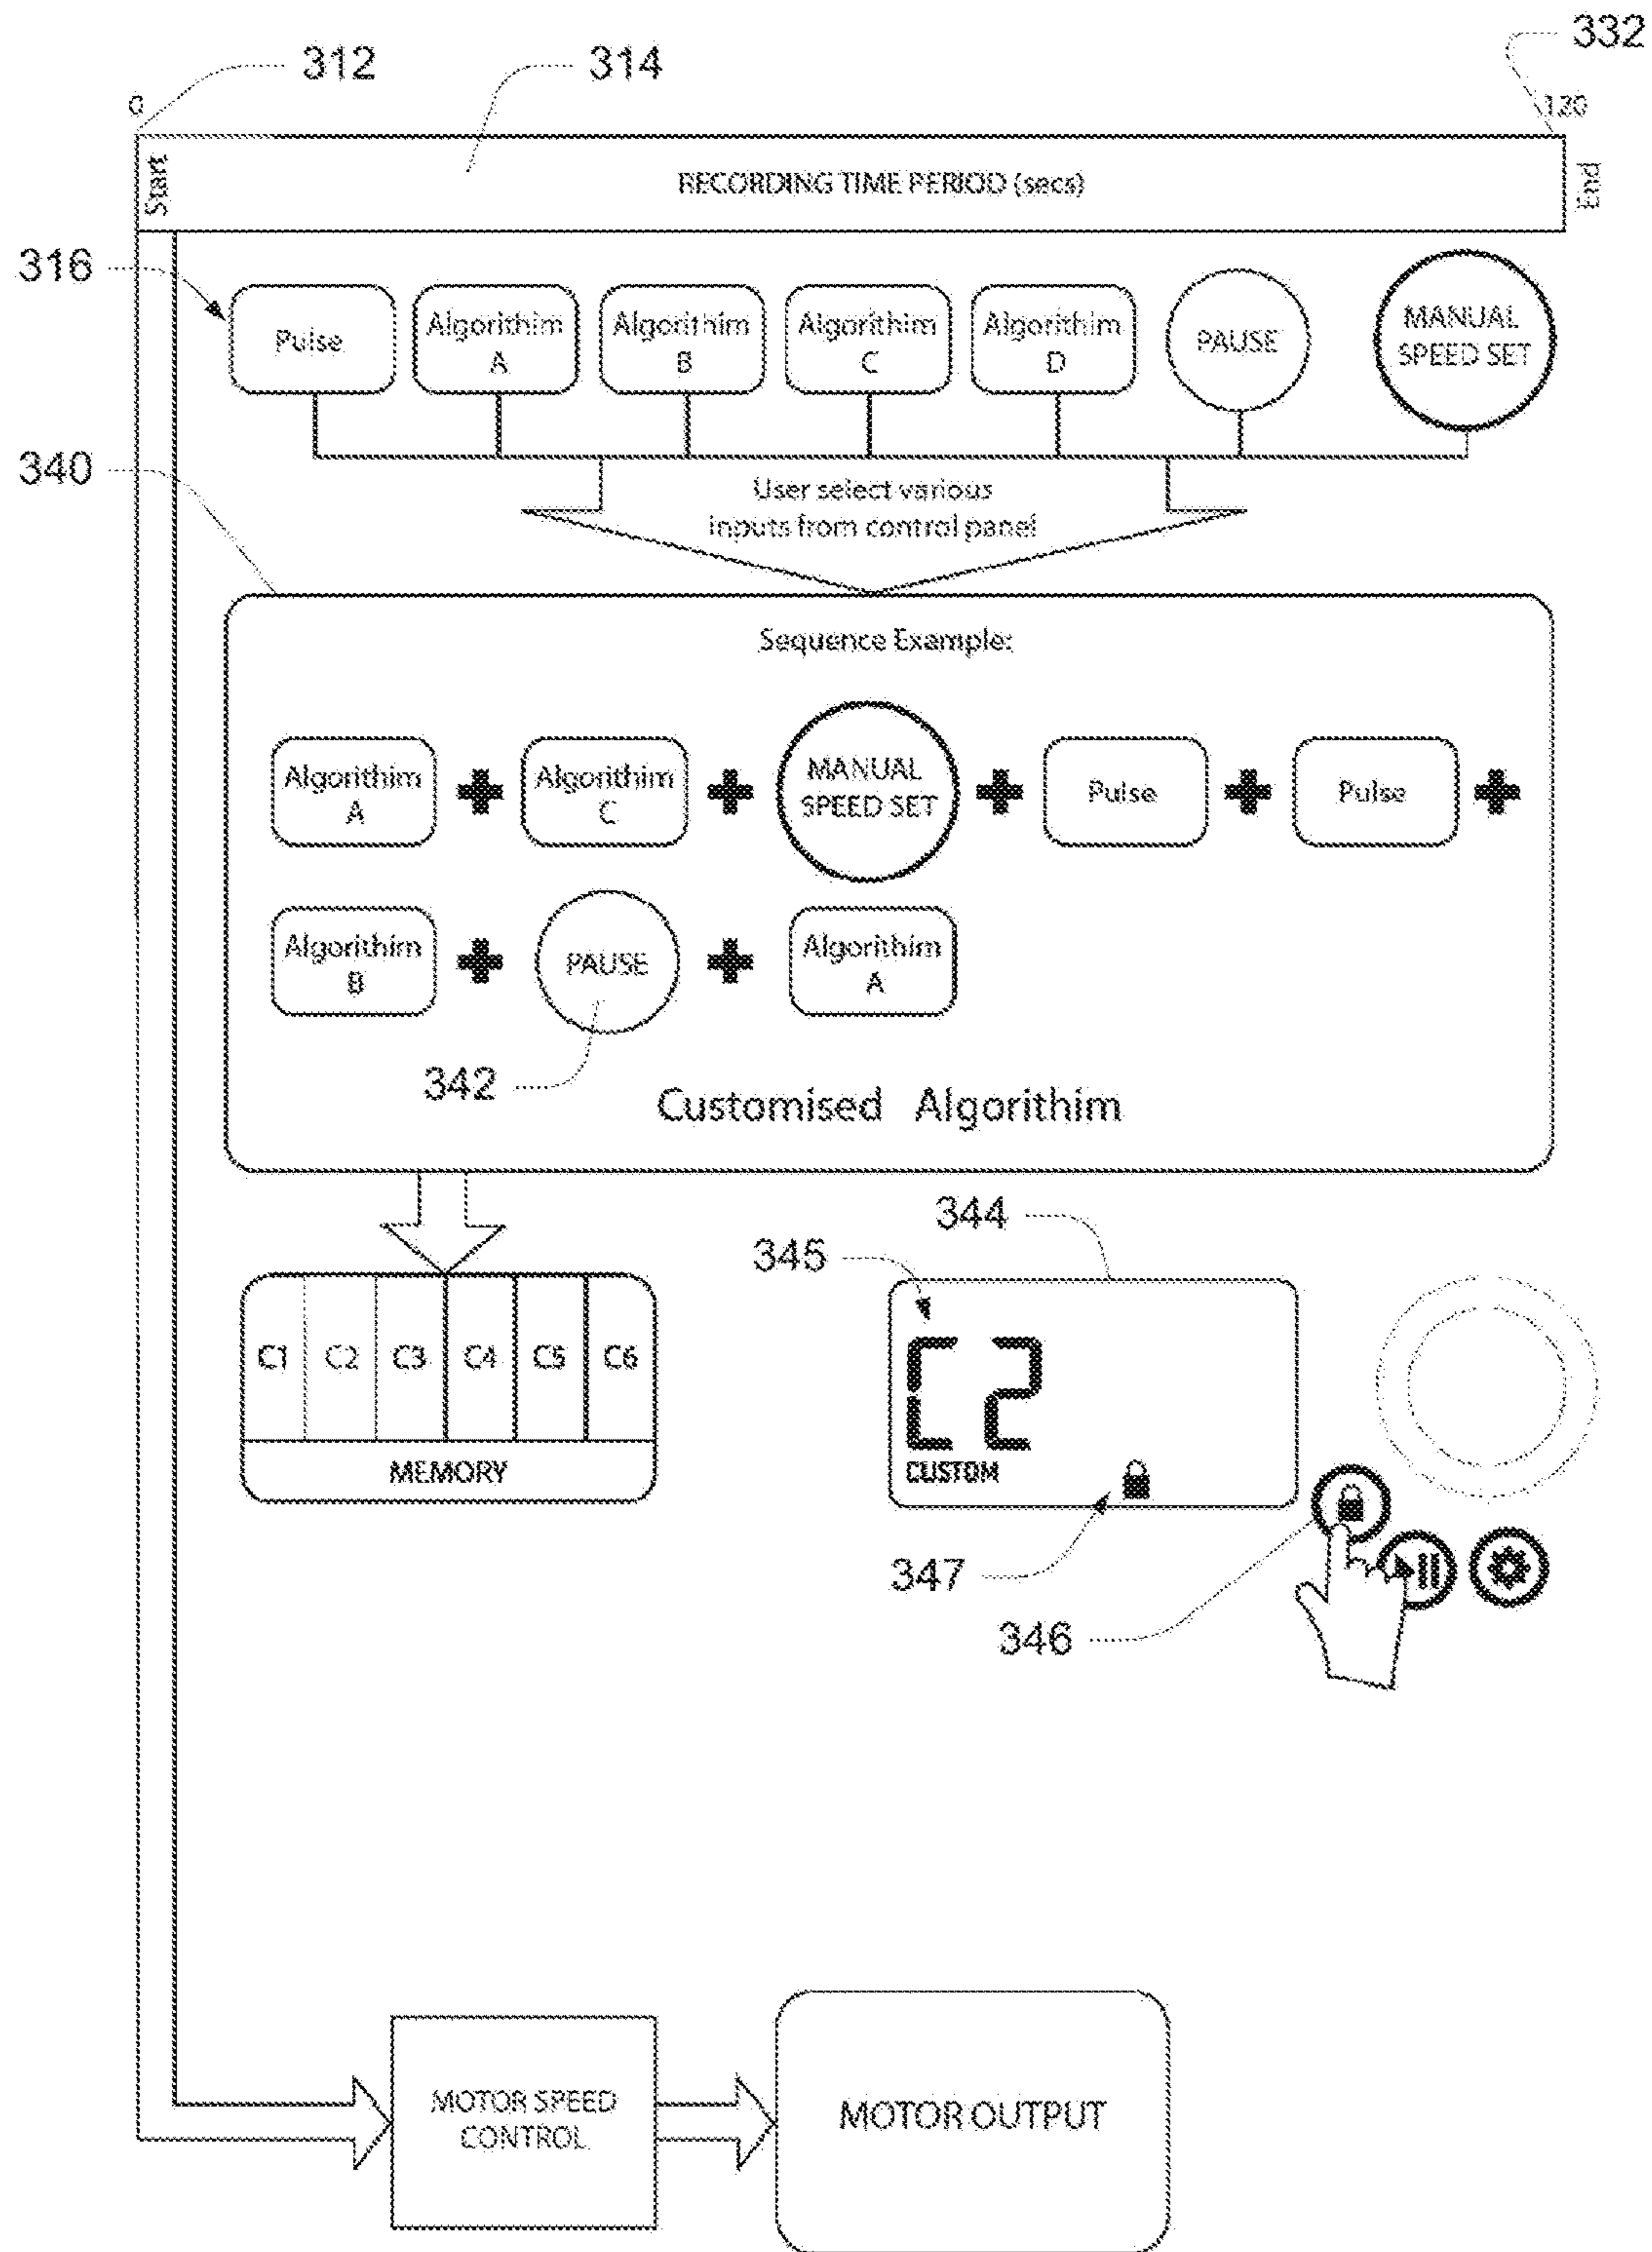 312
314
332
0
120
Start
RECORDING TIME PERIOD (secs)
End
316
Pulse
Algorithim
A
Algorithim
B
Algorithim
C
Algorithim
D
PAUSE
MANUAL
SPEED SET
340
User select various
inputs from control panel
Sequence Example:
Algorithim
A
Algorithim
C
MANUAL
SPEED SET
Pulse
Pulse
Algorithim
B
PAUSE
Algorithim
A
342
Customised Algorithim
344
345
C1
C2
C3
C4
C5
C6
MEMORY
C2
CUSTOM
347
346
MOTOR SPEED
CONTROL
MOTOR OUTPUT